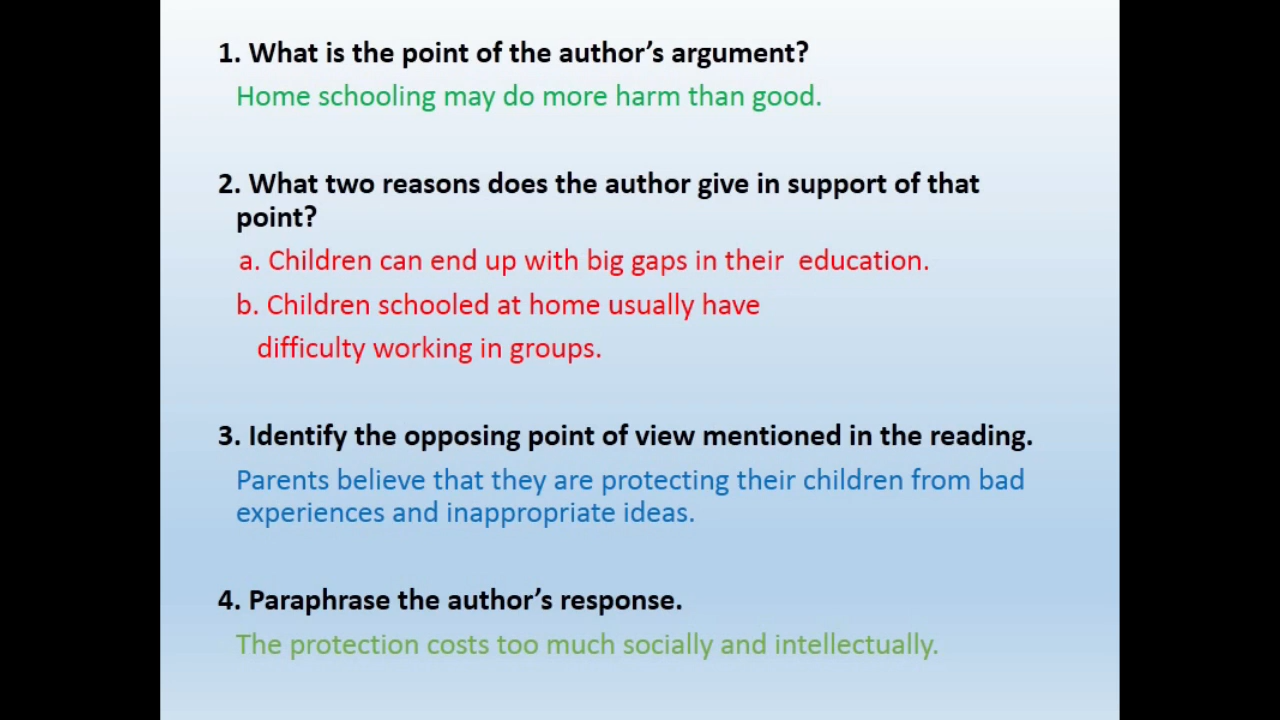 1. What is the point of the author’s argument?
Home schooling may do more harm than good.
2. What two reasons does the author give in support of that
point?
a. Children can end up with big gaps in their  education.
b. Children schooled at home usually have
difficulty working in groups.
3. Identify the opposing point of view mentioned in the reading.
Parents believe that they are protecting their children from bad
experiences and inappropriate ideas.
4. Paraphrase the author’s response.
The protection costs too much socially and intellectually.